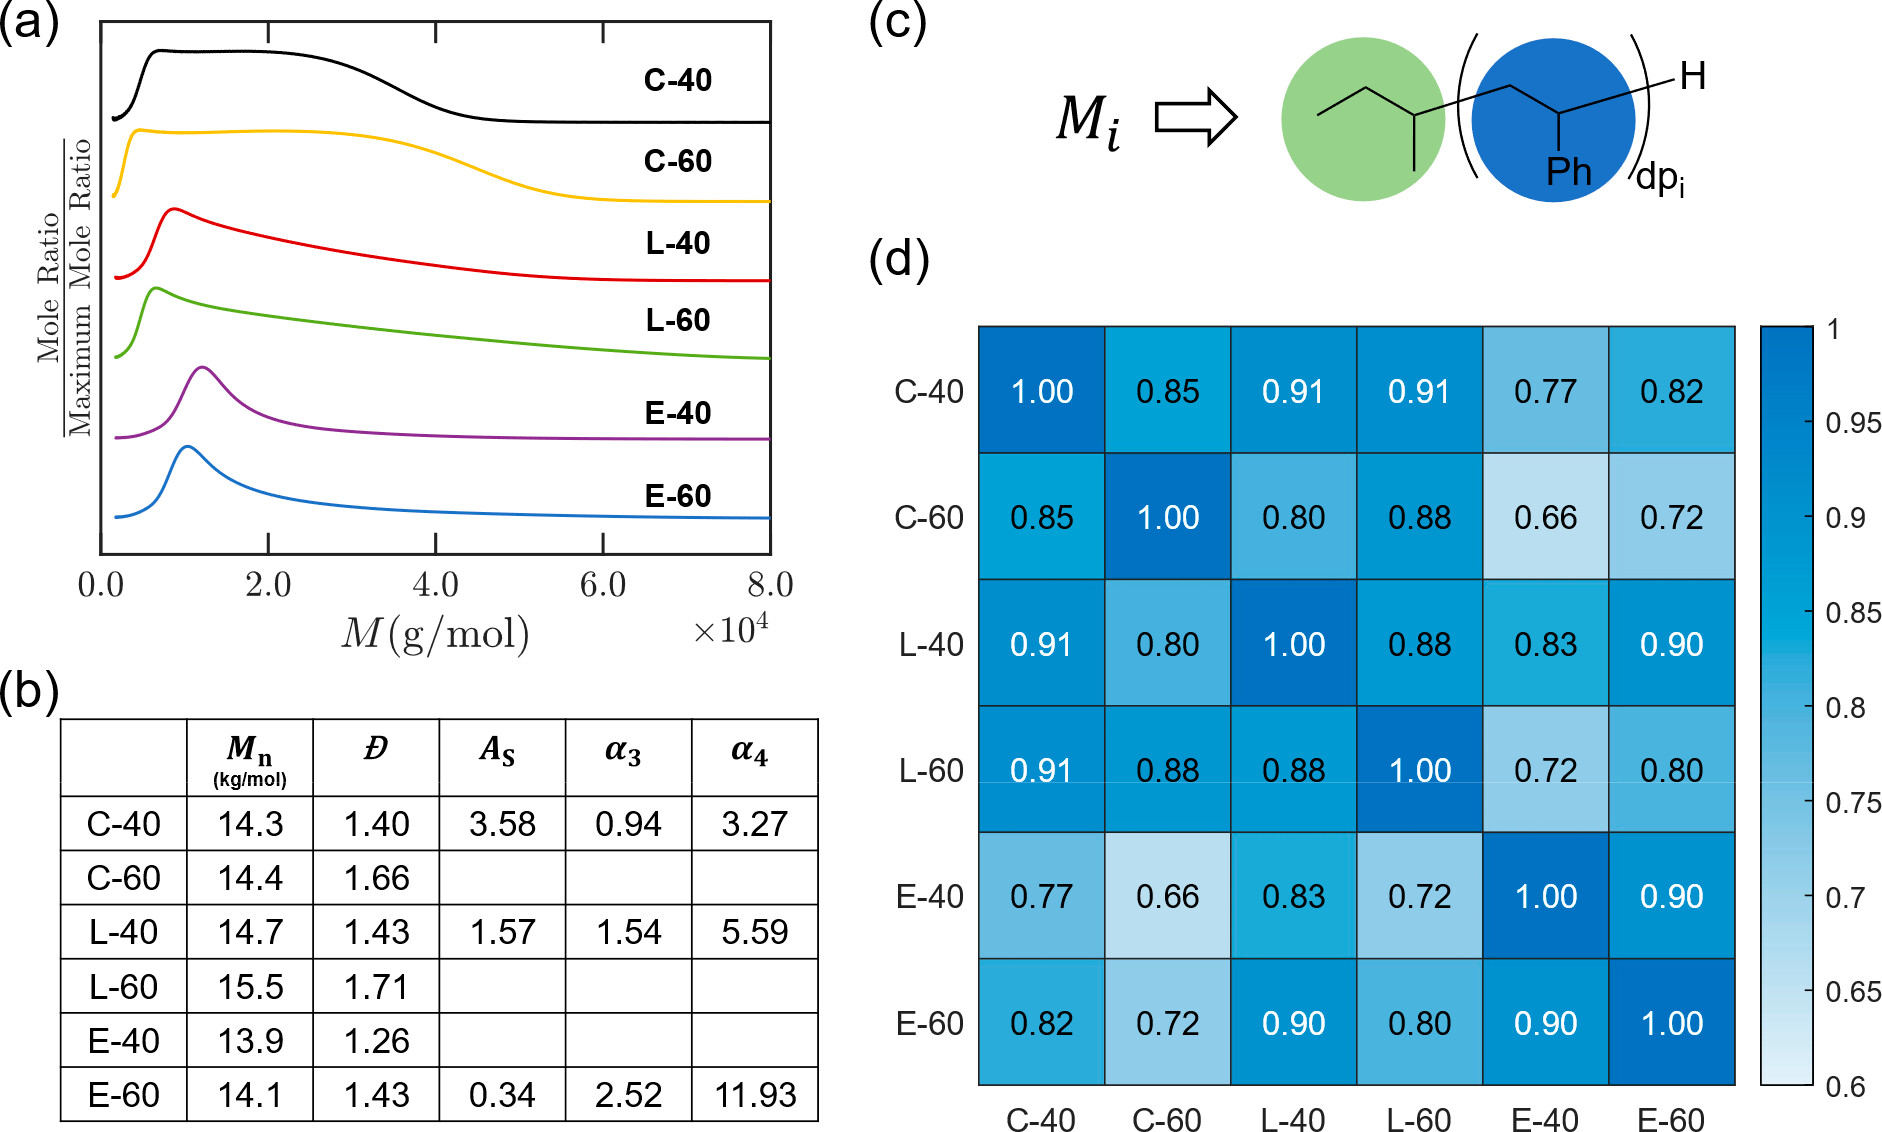 (a)
C-40
C-60
L-40
L-60
E-40
E-60
Mole Ratio
Maximum Mole Ratio
0.0 2.0 4.0 6.0 8.0
M(g/mol) ×10⁴
(b)
Mₙ (kg/mol) Đ A_S α₃ α₄
C-40 14.3 1.40 3.58 0.94 3.27
C-60 14.4 1.66
L-40 14.7 1.43 1.57 1.54 5.59
L-60 15.5 1.71
E-40 13.9 1.26
E-60 14.1 1.43 0.34 2.52 11.93
(c)
Mᵢ
H
Ph
dpᵢ
(d)
C-40 1.00 0.85 0.91 0.91 0.77 0.82
C-60 0.85 1.00 0.80 0.88 0.66 0.72
L-40 0.91 0.80 1.00 0.88 0.83 0.90
L-60 0.91 0.88 0.88 1.00 0.72 0.80
E-40 0.77 0.66 0.83 0.72 1.00 0.90
E-60 0.82 0.72 0.90 0.80 0.90 1.00
C-40 C-60 L-40 L-60 E-40 E-60
1
0.95
0.9
0.85
0.8
0.75
0.7
0.65
0.6